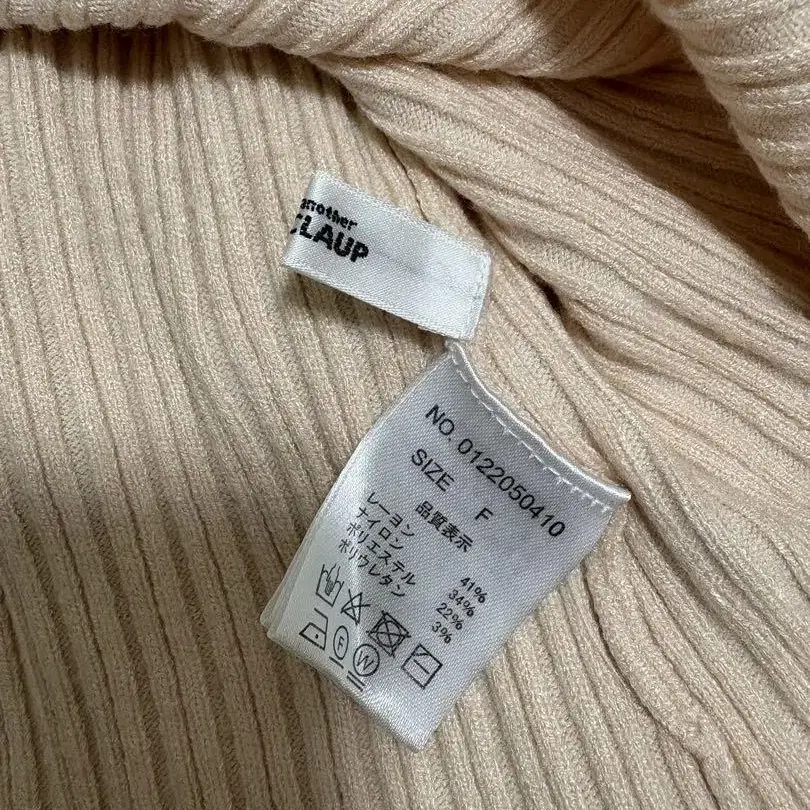 another
CLAUP
NO. 0122050410
SIZE F
品質表示
レーヨン 41%
ナイロン 34%
ポリエステル 22%
ポリウレタン 3%
F W